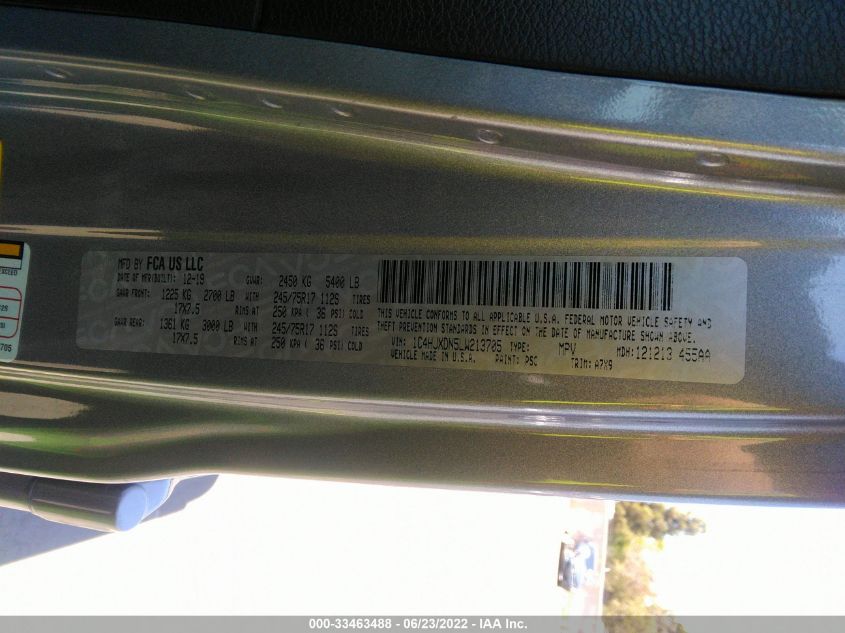 MFD BY FCA US LLC
DATE OF MFR(BUILT): 12-19 GVWR: 2450 KG 5400 LB
GAWR FRONT: 1225 KG 2700 LB WITH 245/75R17 112S TIRES
17X7.5 RIMS AT 250 KPA ( 36 PSI) COLD
GAWR REAR: 1361 KG 3000 LB WITH 245/75R17 112S TIRES
17X7.5 RIMS AT 250 KPA ( 36 PSI) COLD
THIS VEHICLE CONFORMS TO ALL APPLICABLE U.S.A. FEDERAL MOTOR VEHICLE SAFETY AND
THEFT PREVENTION STANDARDS IN EFFECT ON THE DATE OF MANUFACTURE SHOWN ABOVE.
VIN: 1C4HJXDN5LW213705 TYPE: MPV MDH: 121213 455AA
MADE IN U.S.A. PAINT: PSC TRIM: A7X9
EXCEED
705
000-33463488 - 06/23/2022 - IAA Inc.